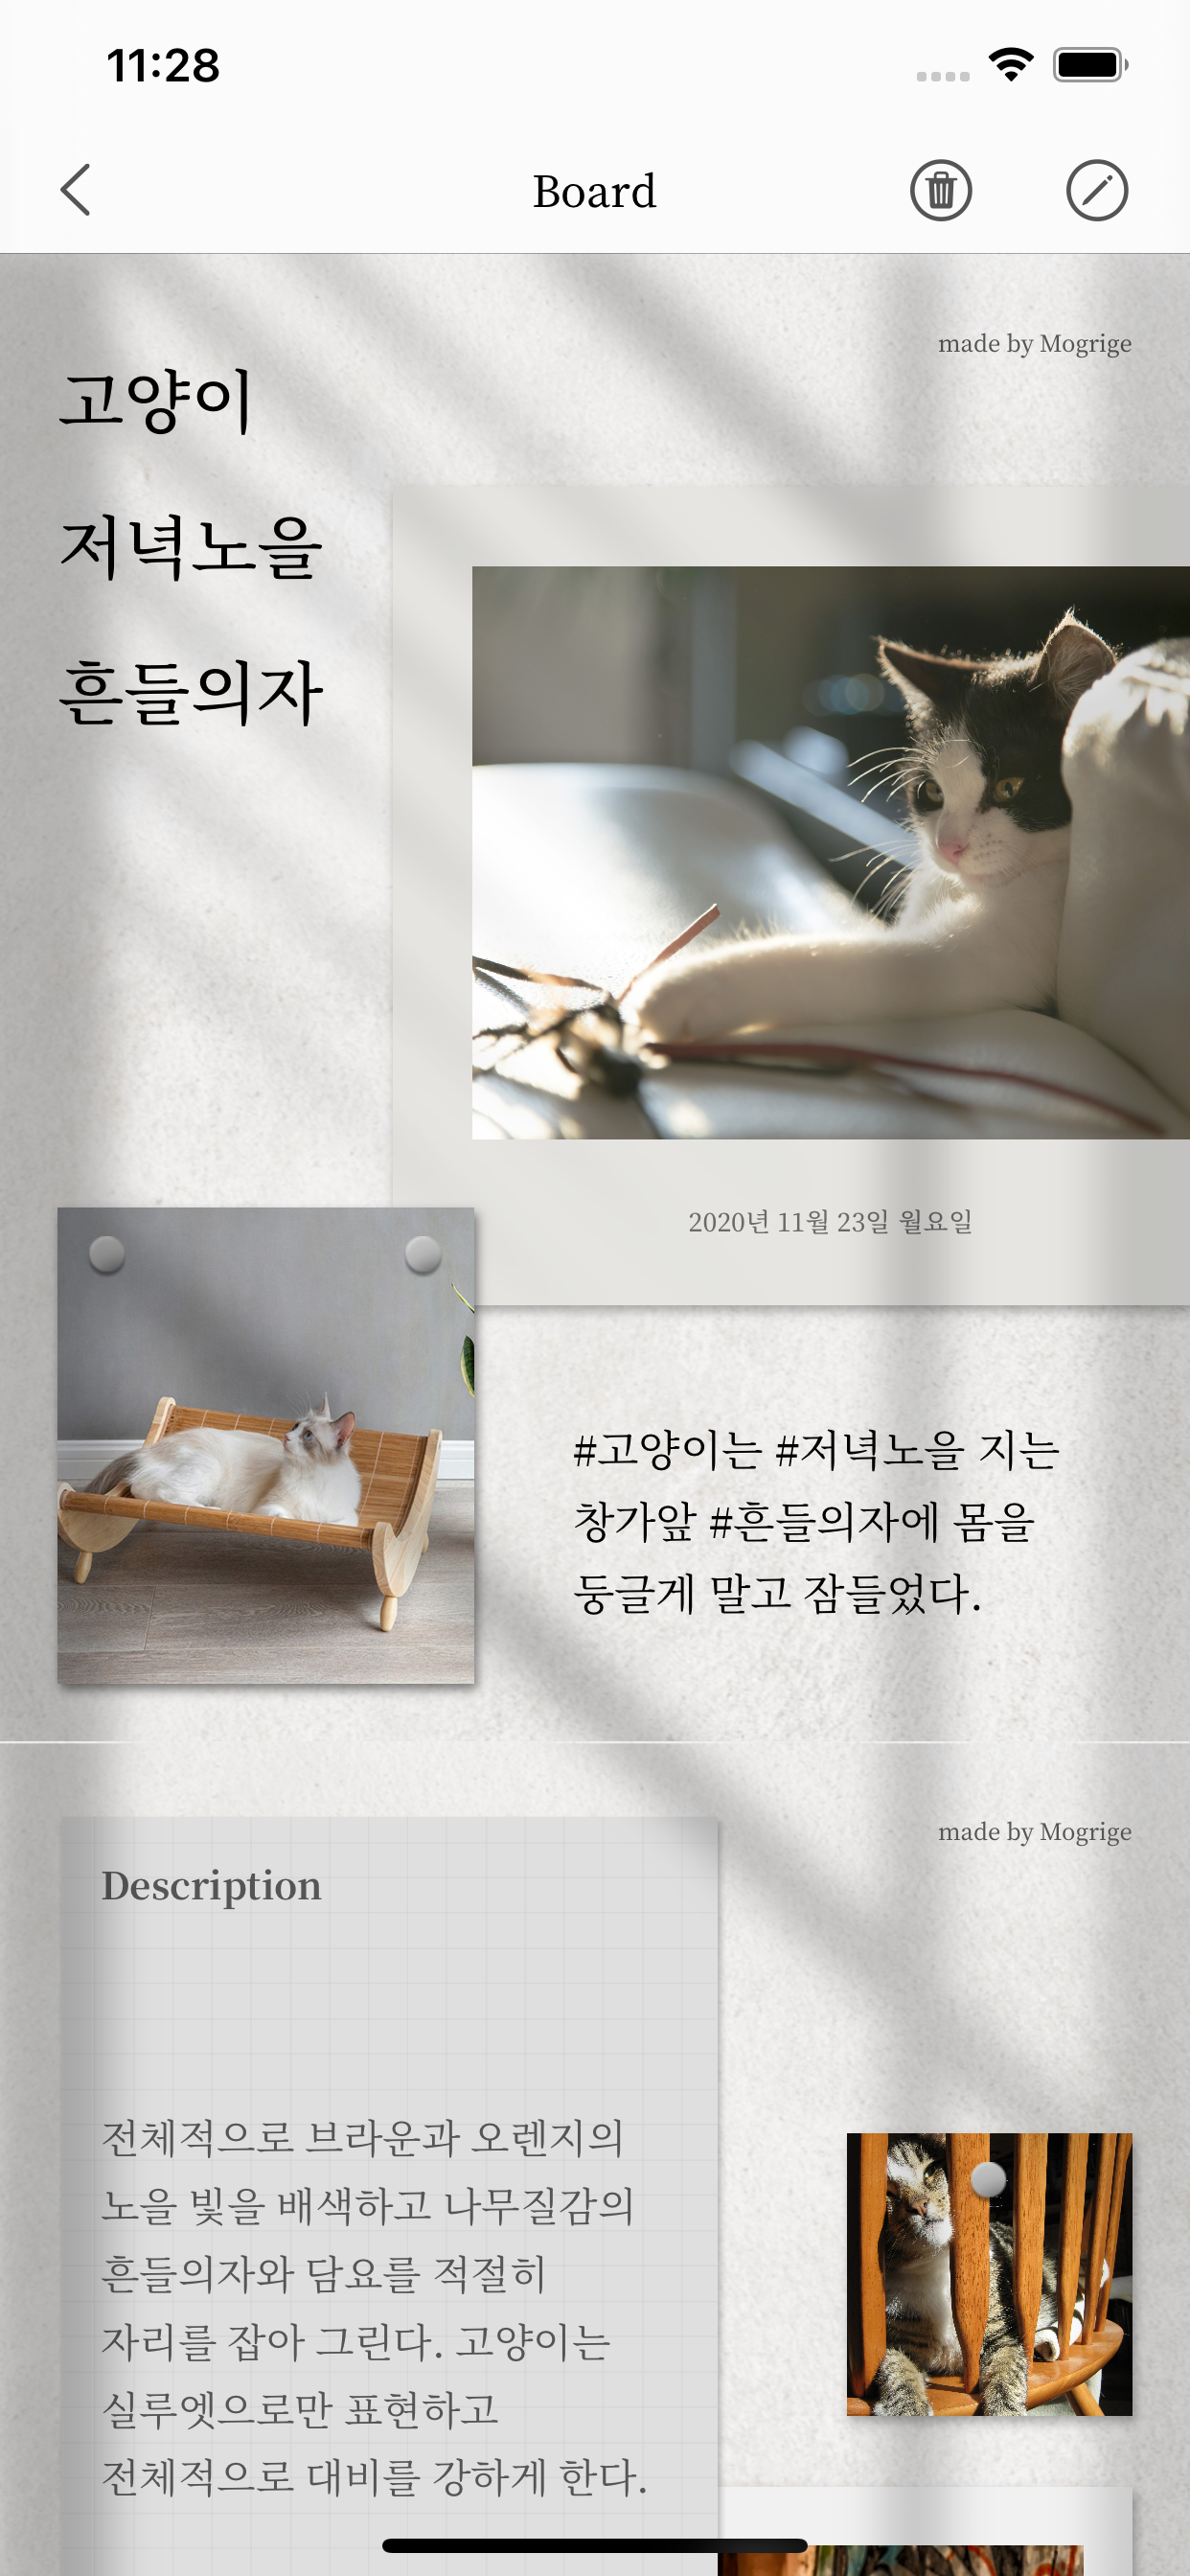 11:28
Board
made by Mogrige
고양이
저녁노을
흔들의자
2020년 11월 23일 월요일
#고양이는 #저녁노을 지는
창가앞 #흔들의자에 몸을
둥글게 말고 잠들었다.
made by Mogrige
Description
전체적으로 브라운과 오렌지의
노을 빛을 배색하고 나무질감의
흔들의자와 담요를 적절히
자리를 잡아 그린다. 고양이는
실루엣으로만 표현하고
전체적으로 대비를 강하게 한다.